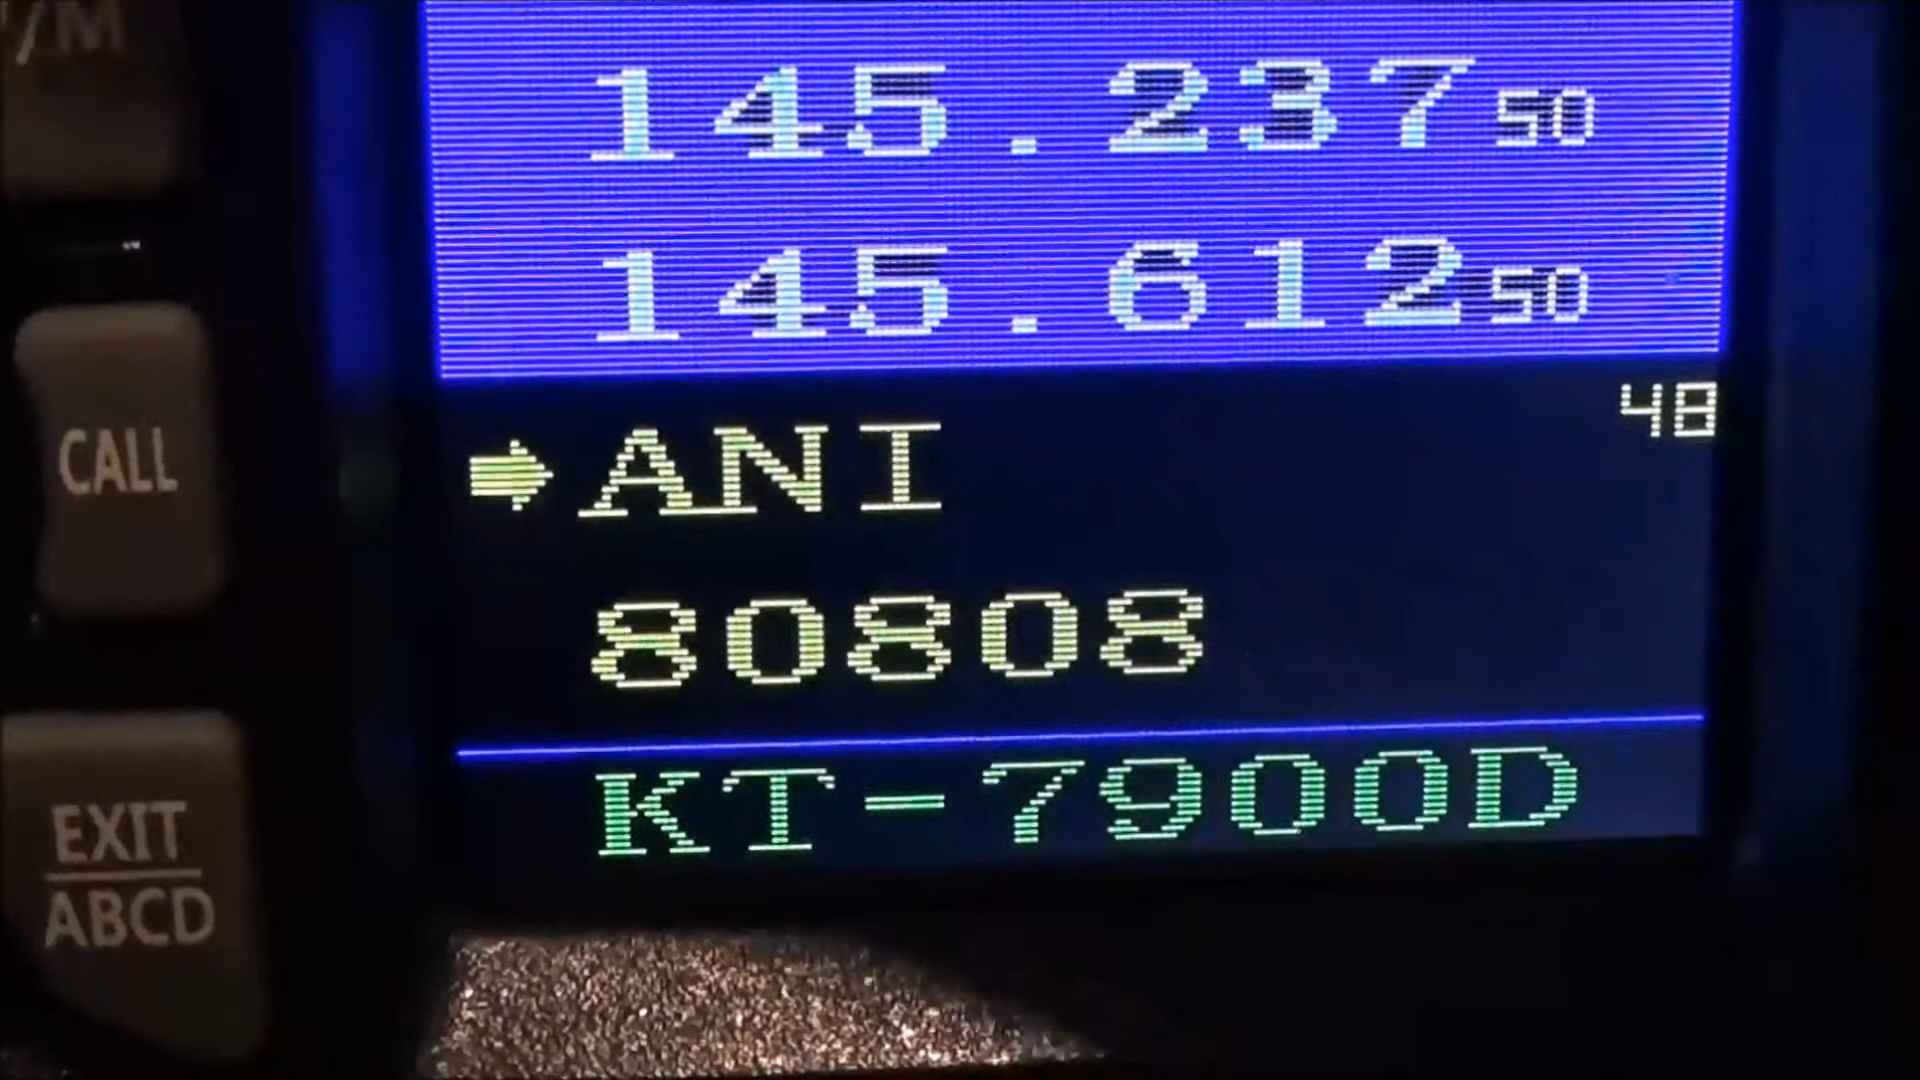 /M
145.23750
145.61250
48
ANI
CALL
80808
KT-7900D
EXIT
ABCD